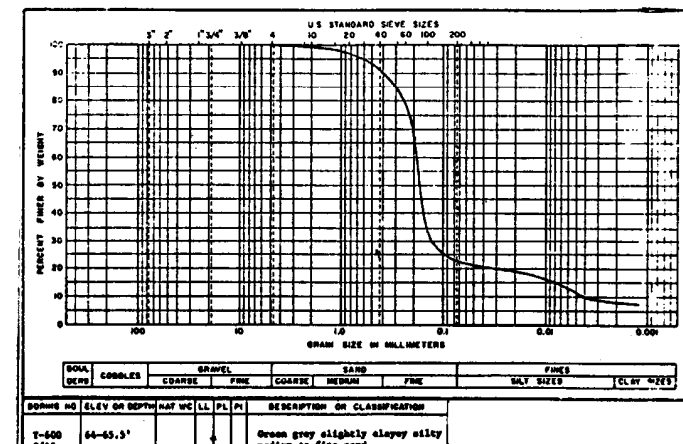 U S STANDARD SIEVE SIZES
3" 2" 1" 3/4" 3/8" 4 10 20 40 60 100 200
PERCENT FINER BY WEIGHT
100
90
80
70
60
50
40
30
20
10
0
100 10 1.0 0.1 0.01 0.001
GRAIN SIZE IN MILLIMETERS
BOUL DERS COBBLES GRAVEL SAND FINES
COARSE FINE COARSE MEDIUM FINE SILT SIZES CLAY SIZES
BORING NO ELEV OR DEPTH NAT WC LL PL PI DESCRIPTION OR CLASSIFICATION
T-600 64-65.5' Green grey slightly clayey silty